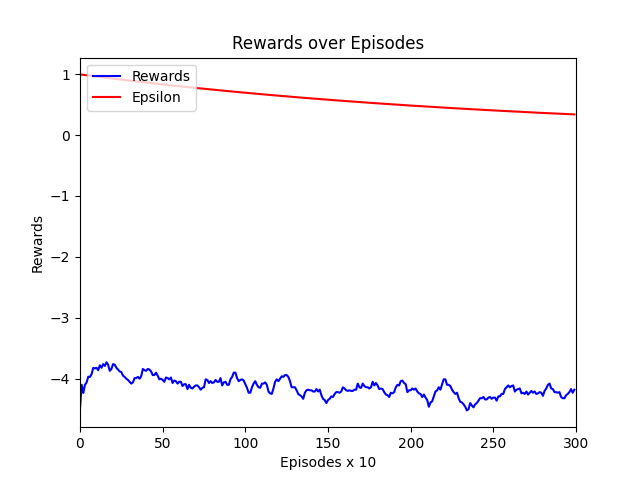 Rewards over Episodes
Rewards
Epsilon
1
0
−1
−2
−3
−4
Rewards
0 50 100 150 200 250 300
Episodes x 10